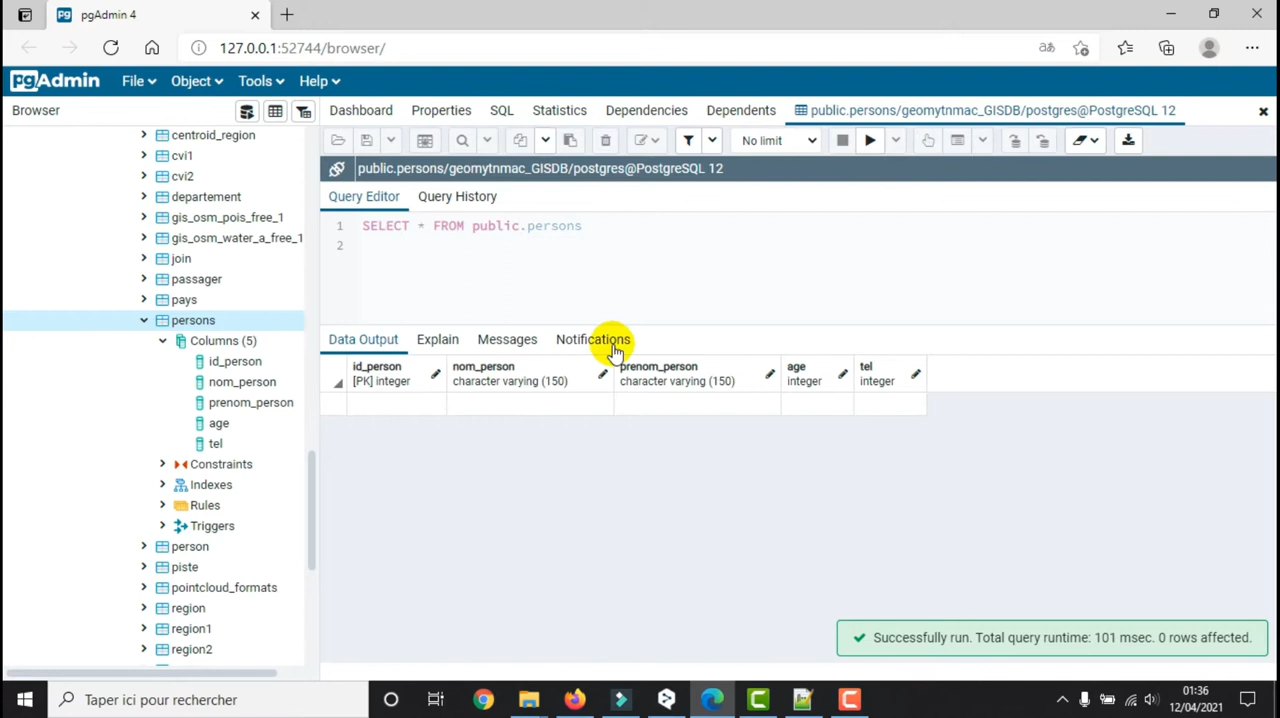 pgAdmin 4
127.0.0.1:52744/browser/
pgAdmin
File
Object
Tools
Help
Browser
Dashboard
Properties
SQL
Statistics
Dependencies
Dependents
public.persons/geomytnmac_GISDB/postgres@PostgreSQL 12
No limit
public.persons/geomytnmac_GISDB/postgres@PostgreSQL 12
Query Editor
Query History
1 SELECT * FROM public.persons
2
centroid_region
cvi1
cvi2
departement
gis_osm_pois_free_1
gis_osm_water_a_free_1
join
passager
pays
persons
Columns (5)
id_person
nom_person
prenom_person
age
tel
Constraints
Indexes
Rules
Triggers
person
piste
pointcloud_formats
region
region1
region2
Data Output
Explain
Messages
Notifications
id_person
[PK] integer
nom_person
character varying (150)
prenom_person
character varying (150)
age
integer
tel
integer
Successfully run. Total query runtime: 101 msec. 0 rows affected.
Taper ici pour rechercher
01:36
12/04/2021